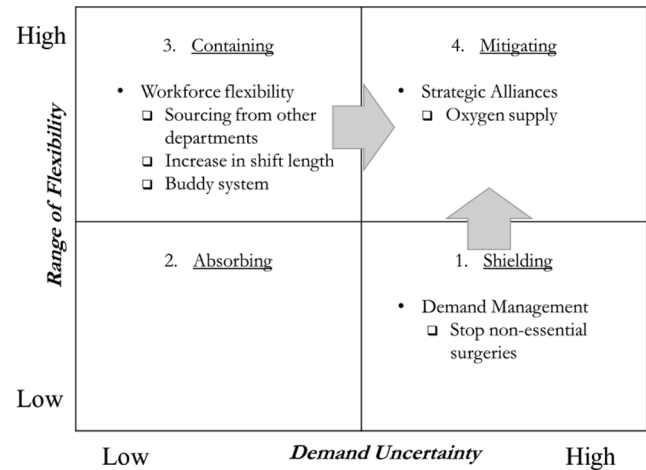 High
3. Containing
• Workforce flexibility
❑ Sourcing from other
departments
❑ Increase in shift length
❑ Buddy system
4. Mitigating
• Strategic Alliances
❑ Oxygen supply
Range of Flexibility
2. Absorbing
1. Shielding
• Demand Management
❑ Stop non-essential
surgeries
Low
Low
Demand Uncertainty
High